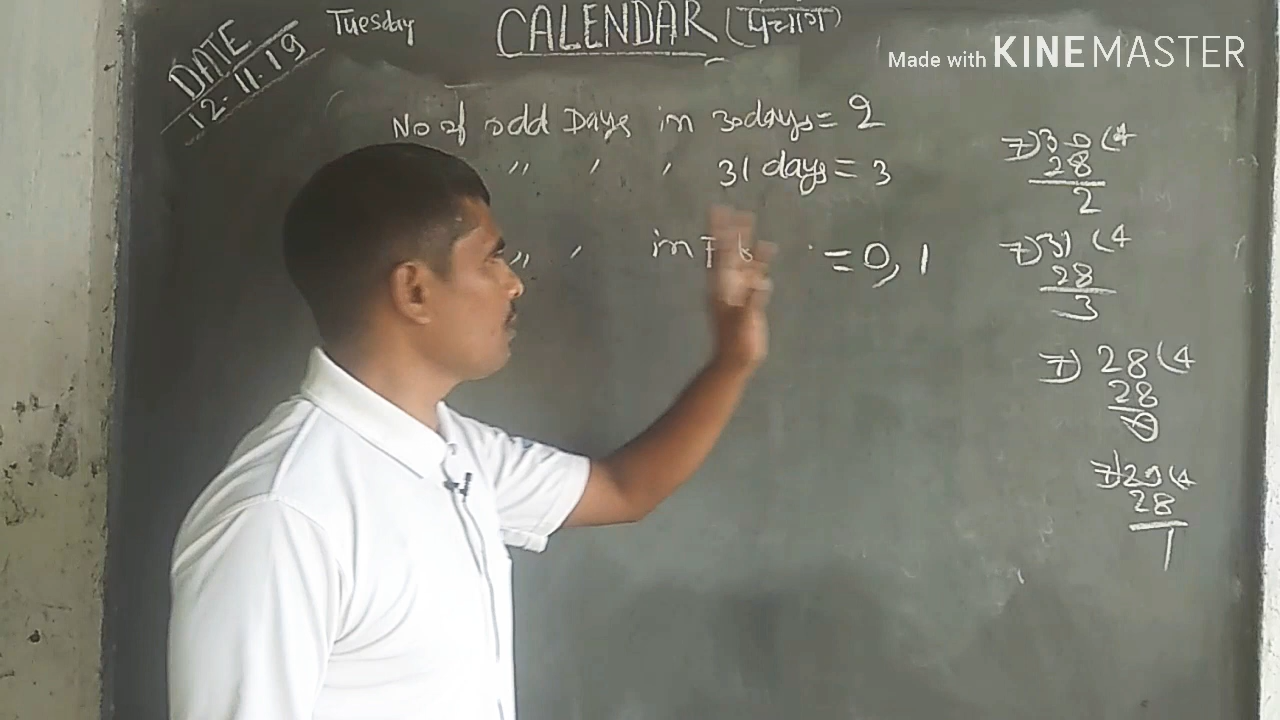 DATE
12.11.19
Tuesday
CALENDAR (पंचांग)
Made with KINEMASTER
No of odd Days in 30days = 2
,, , , 31 days = 3
,, , in = 0, 1
7)30(4
28
2
7)31(4
28
3
7)28(4
28
0
7)29(4
28
1